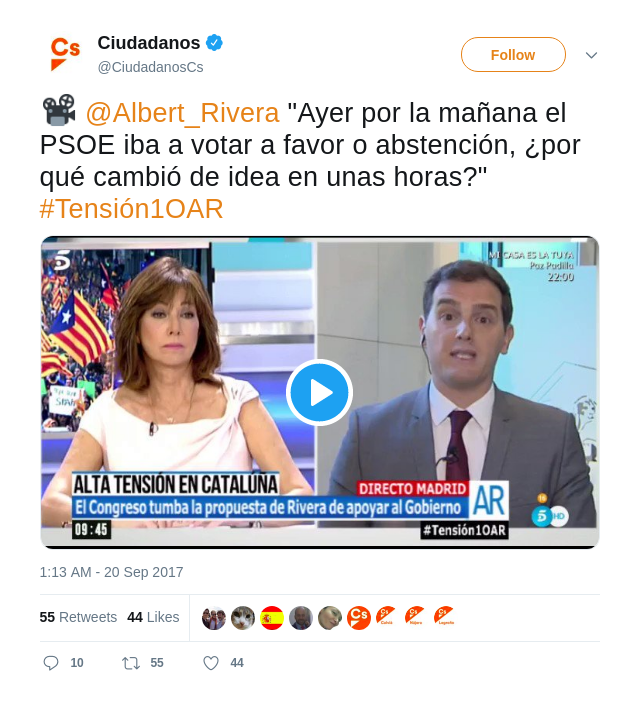 Cs
Ciudadanos
@CiudadanosCs
Follow
@Albert_Rivera "Ayer por la mañana el
PSOE iba a votar a favor o abstención, ¿por
qué cambió de idea en unas horas?"
#Tensión1OAR
5
MI CASA ES LA TUYA
Paz Padilla
22:00
ALTA TENSIÓN EN CATALUÑA
DIRECTO MADRID
AR
El Congreso tumba la propuesta de Rivera de apoyar al Gobierno
16
5 HD
09:45
#Tensión1OAR
1:13 AM - 20 Sep 2017
55 Retweets 44 Likes
Cs
10 55 44